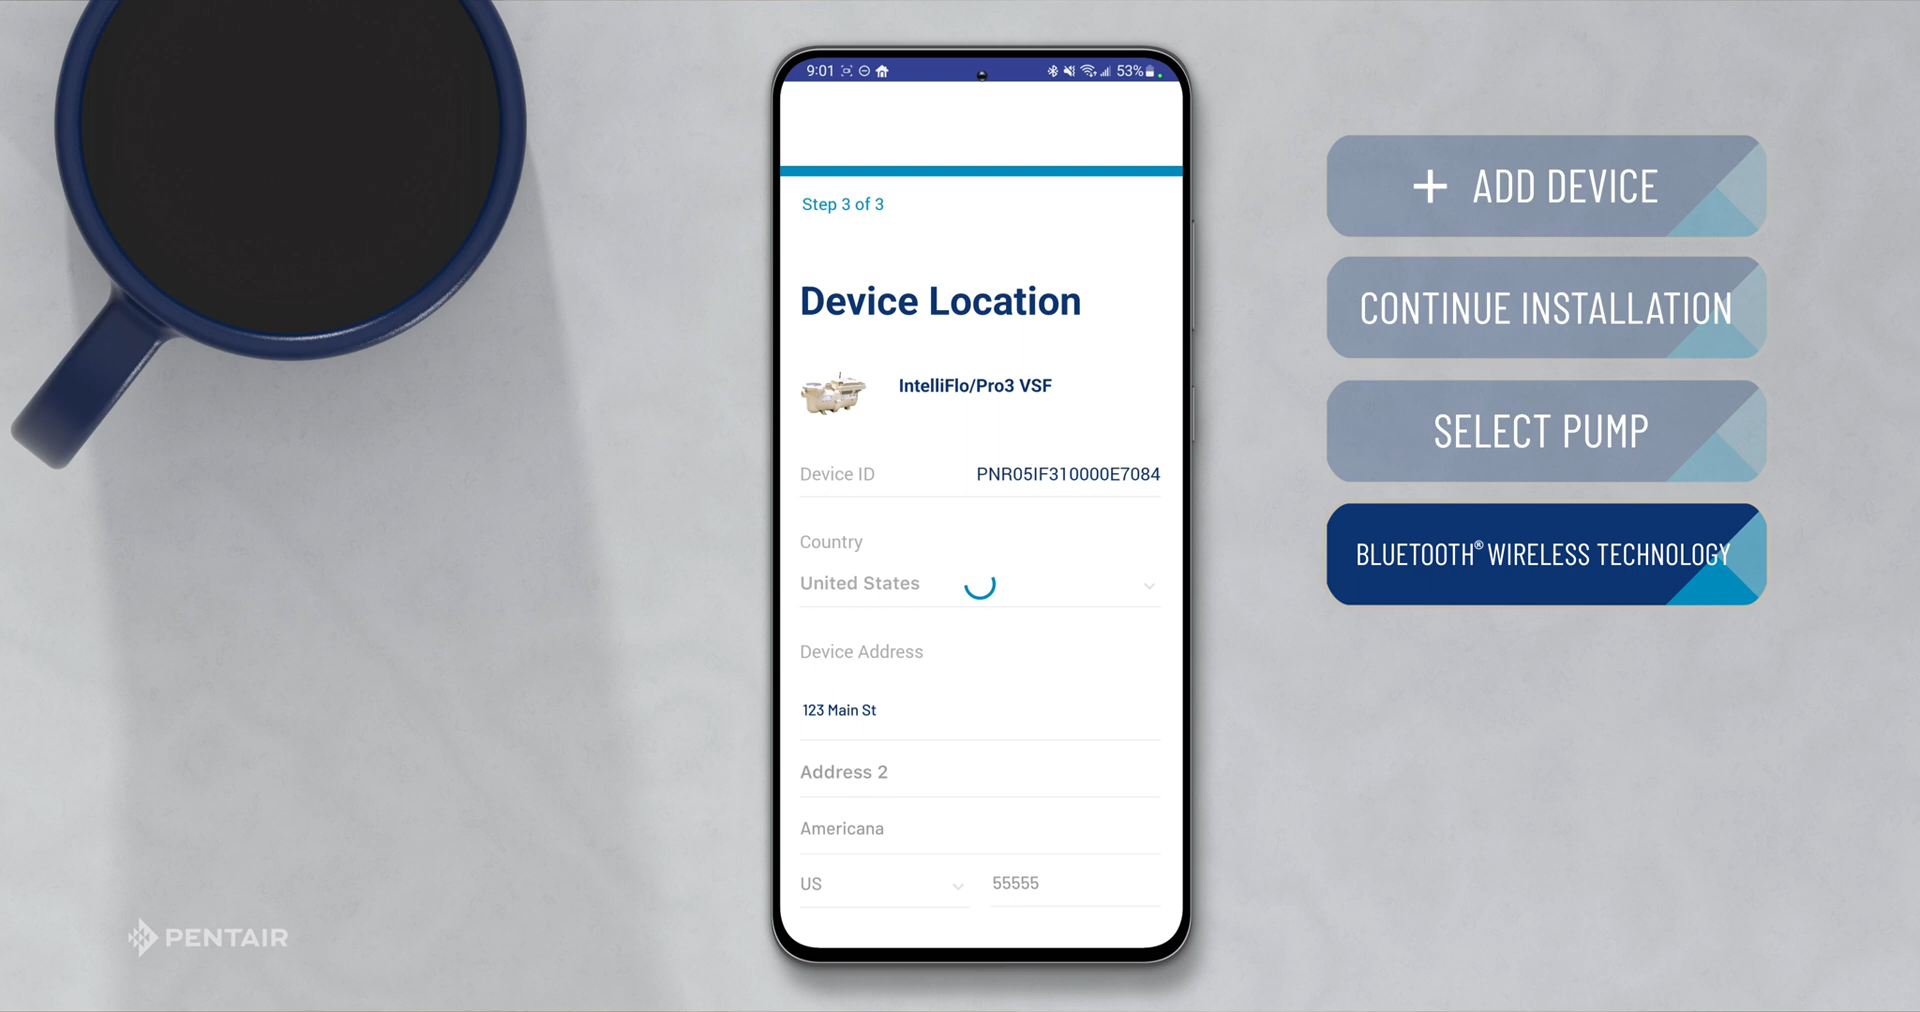 9:01 53%
Step 3 of 3
Device Location
IntelliFlo/Pro3 VSF
Device ID PNR05IF310000E7084
Country
United States
Device Address
123 Main St
Address 2
Americana
US 55555
+ ADD DEVICE
CONTINUE INSTALLATION
SELECT PUMP
BLUETOOTH® WIRELESS TECHNOLOGY
PENTAIR